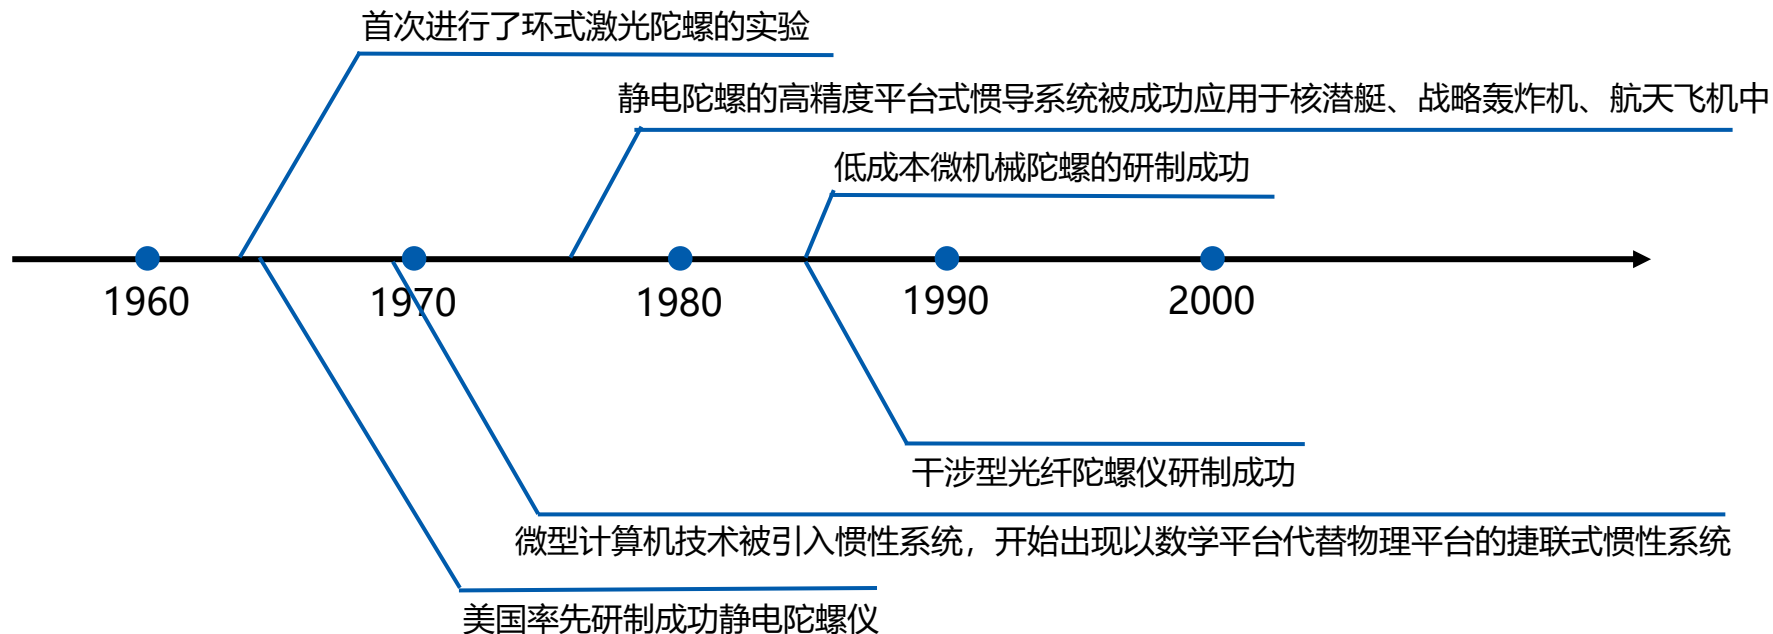 首次进行了环式激光陀螺的实验
静电陀螺的高精度平台式惯导系统被成功应用于核潜艇、战略轰炸机、航天飞机中
低成本微机械陀螺的研制成功
1960
1970
1980
1990
2000
干涉型光纤陀螺仪研制成功
微型计算机技术被引入惯性系统，开始出现以数学平台代替物理平台的捷联式惯性系统
美国率先研制成功静电陀螺仪